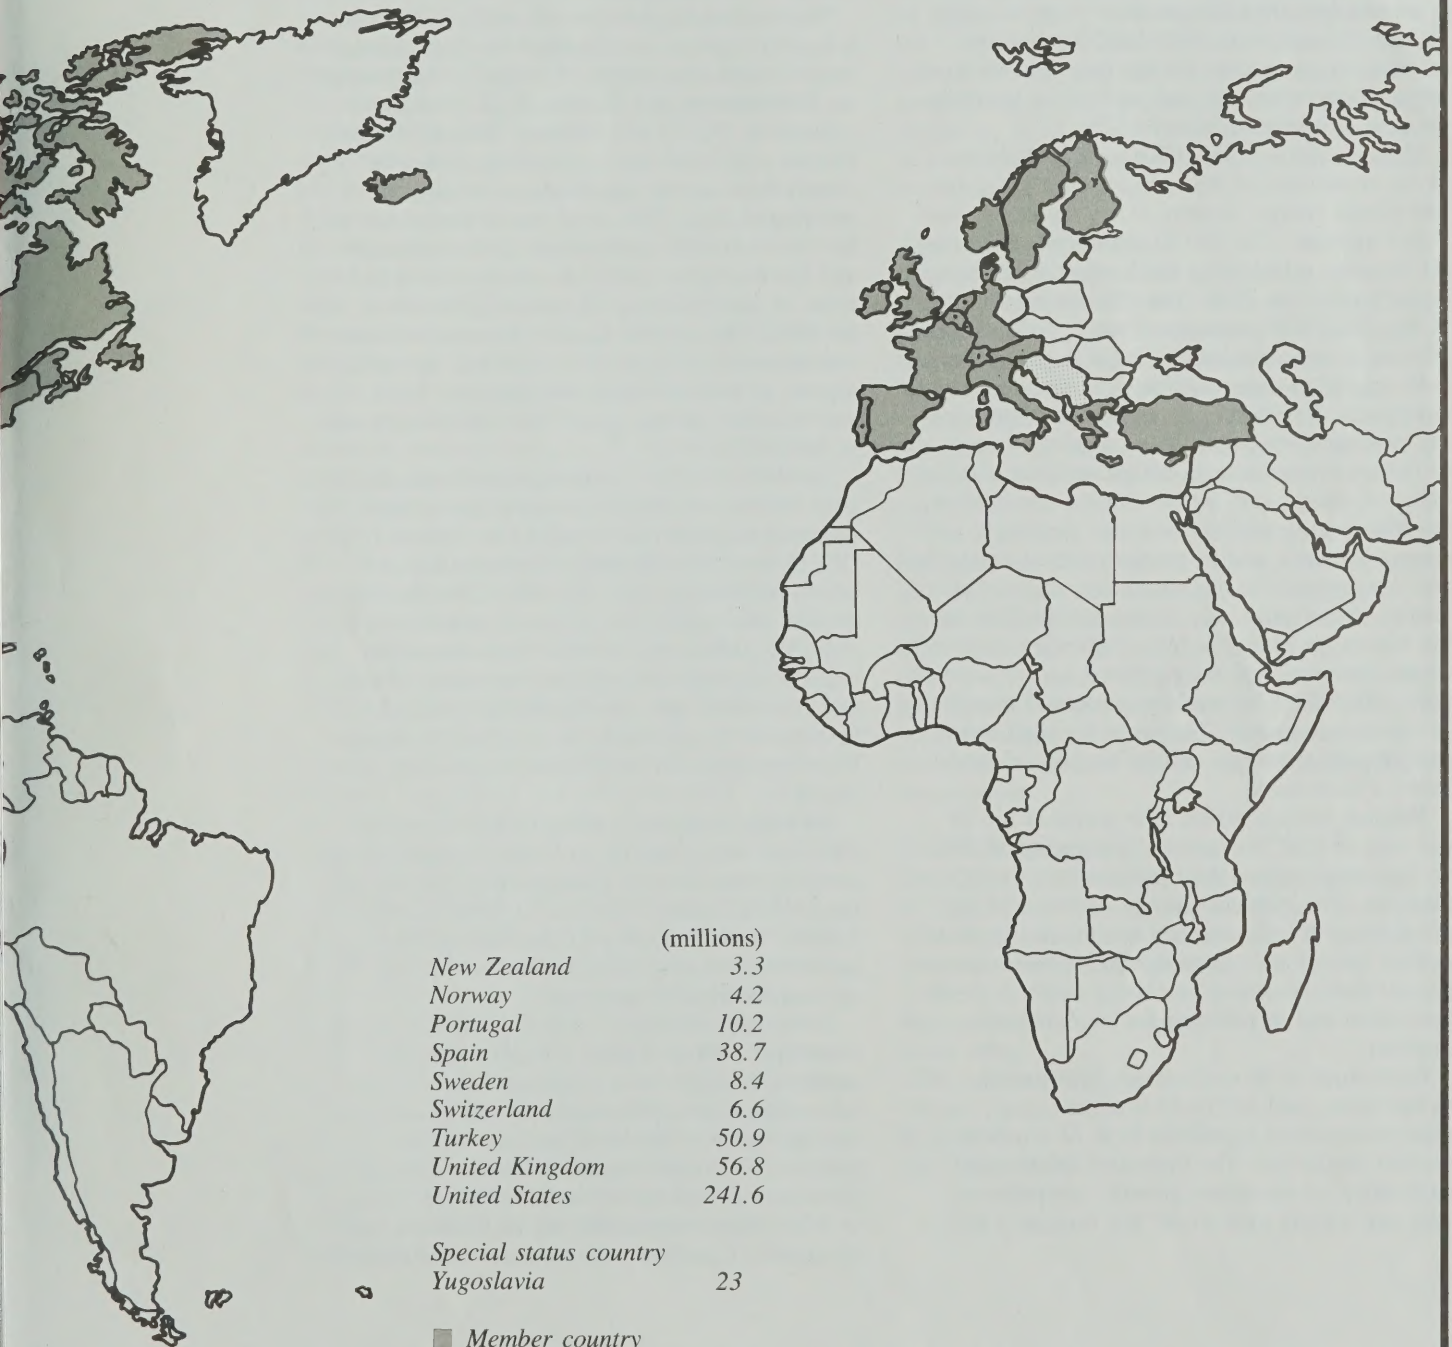 (millions)
New Zealand 3.3
Norway 4.2
Portugal 10.2
Spain 38.7
Sweden 8.4
Switzerland 6.6
Turkey 50.9
United Kingdom 56.8
United States 241.6
Special status country
Yugoslavia 23
Member country